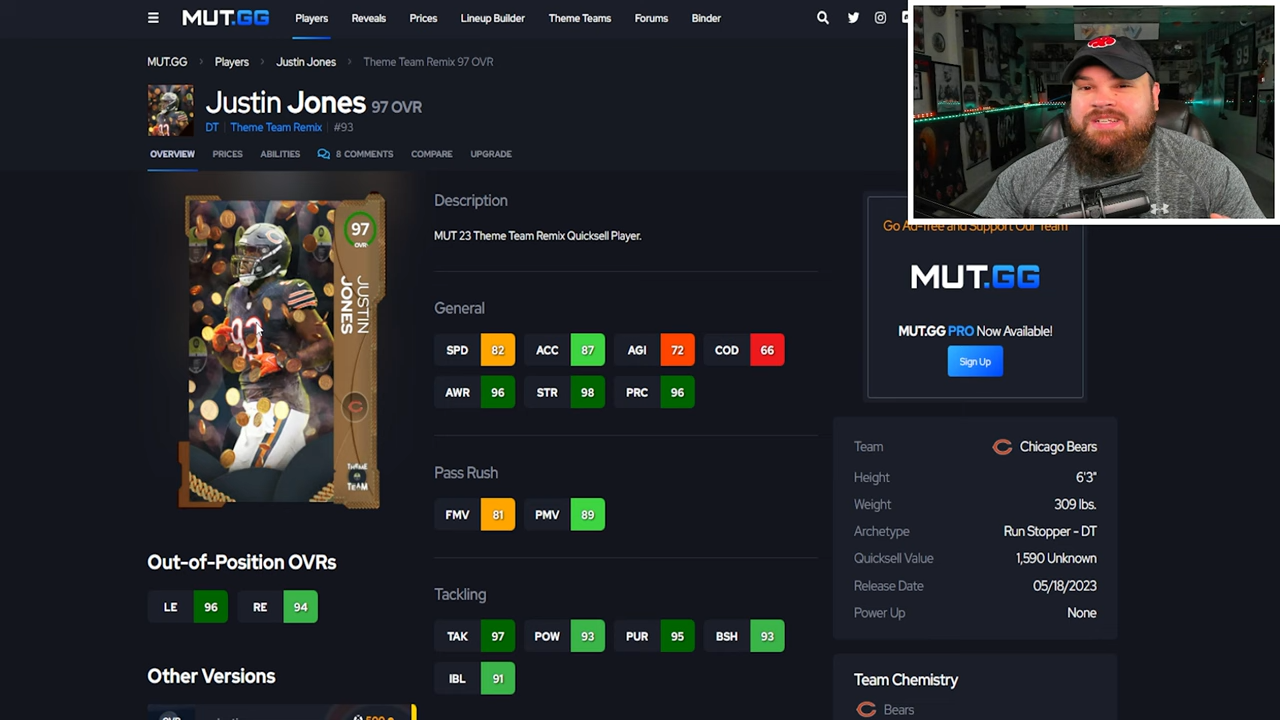 MUT.GG
Players
Reveals
Prices
Lineup Builder
Theme Teams
Forums
Binder
MUT.GG > Players > Justin Jones > Theme Team Remix 97 OVR
Justin Jones 97 OVR
DT | Theme Team Remix | #93
OVERVIEW
PRICES
ABILITIES
8 COMMENTS
COMPARE
UPGRADE
97
OVR
JUSTIN
JONES
93
THEME
TEAM
Description
MUT 23 Theme Team Remix Quicksell Player.
General
SPD 82 ACC 87 AGI 72 COD 66
AWR 96 STR 98 PRC 96
Pass Rush
FMV 81 PMV 89
Tackling
TAK 97 POW 93 PUR 95 BSH 93
IBL 91
Out-of-Position OVRs
LE 96 RE 94
Other Versions
Go Ad-free and Support Our Team
MUT.GG
MUT.GG PRO Now Available!
Sign Up
Team Chicago Bears
Height 6'3"
Weight 309 lbs.
Archetype Run Stopper - DT
Quicksell Value 1,590 Unknown
Release Date 05/18/2023
Power Up None
Team Chemistry
Bears